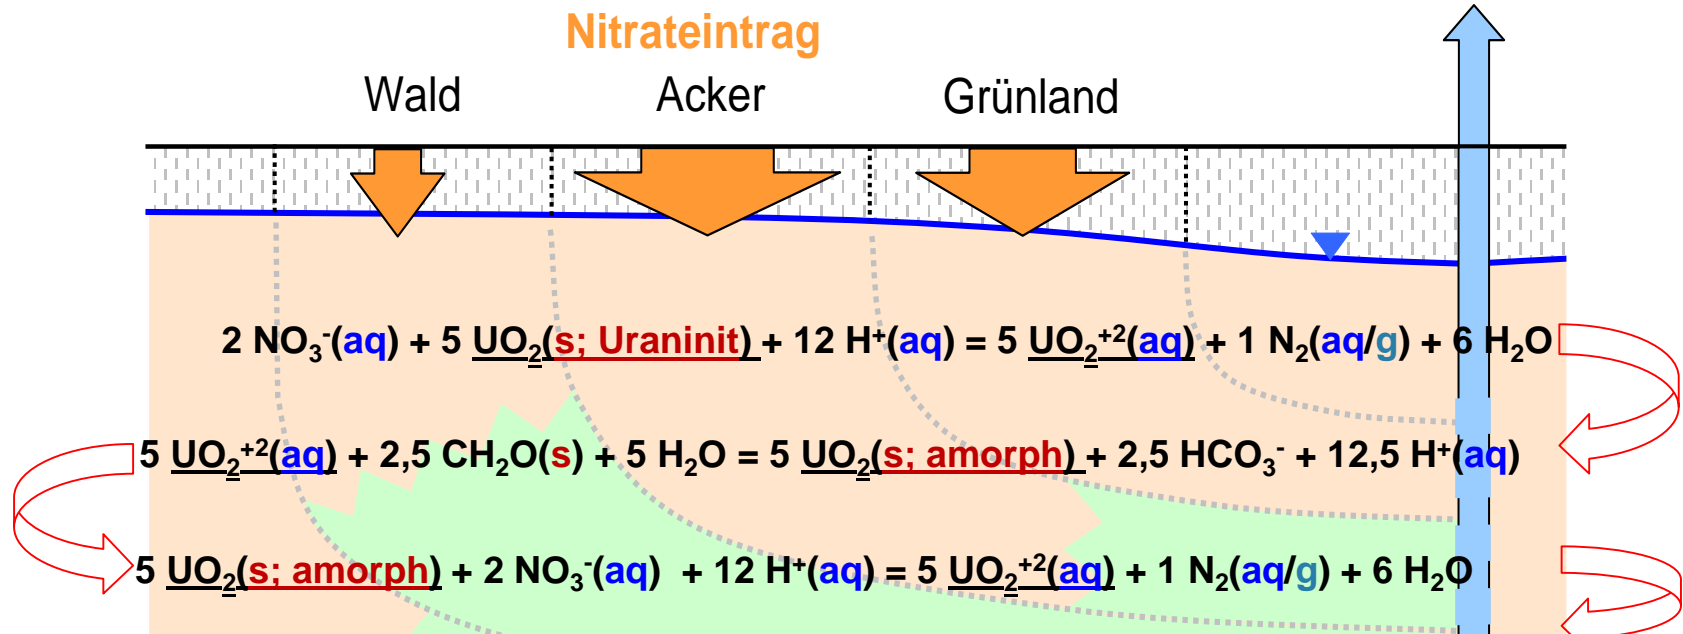 Nitrateintrag
Wald Acker Grünland
2 NO₃⁻(aq) + 5 UO₂(s; Uraninit) + 12 H⁺(aq) = 5 UO₂⁺²(aq) + 1 N₂(aq/g) + 6 H₂O
5 UO₂⁺²(aq) + 2,5 CH₂O(s) + 5 H₂O = 5 UO₂(s; amorph) + 2,5 HCO₃⁻ + 12,5 H⁺(aq)
5 UO₂(s; amorph) + 2 NO₃⁻(aq) + 12 H⁺(aq) = 5 UO₂⁺²(aq) + 1 N₂(aq/g) + 6 H₂O